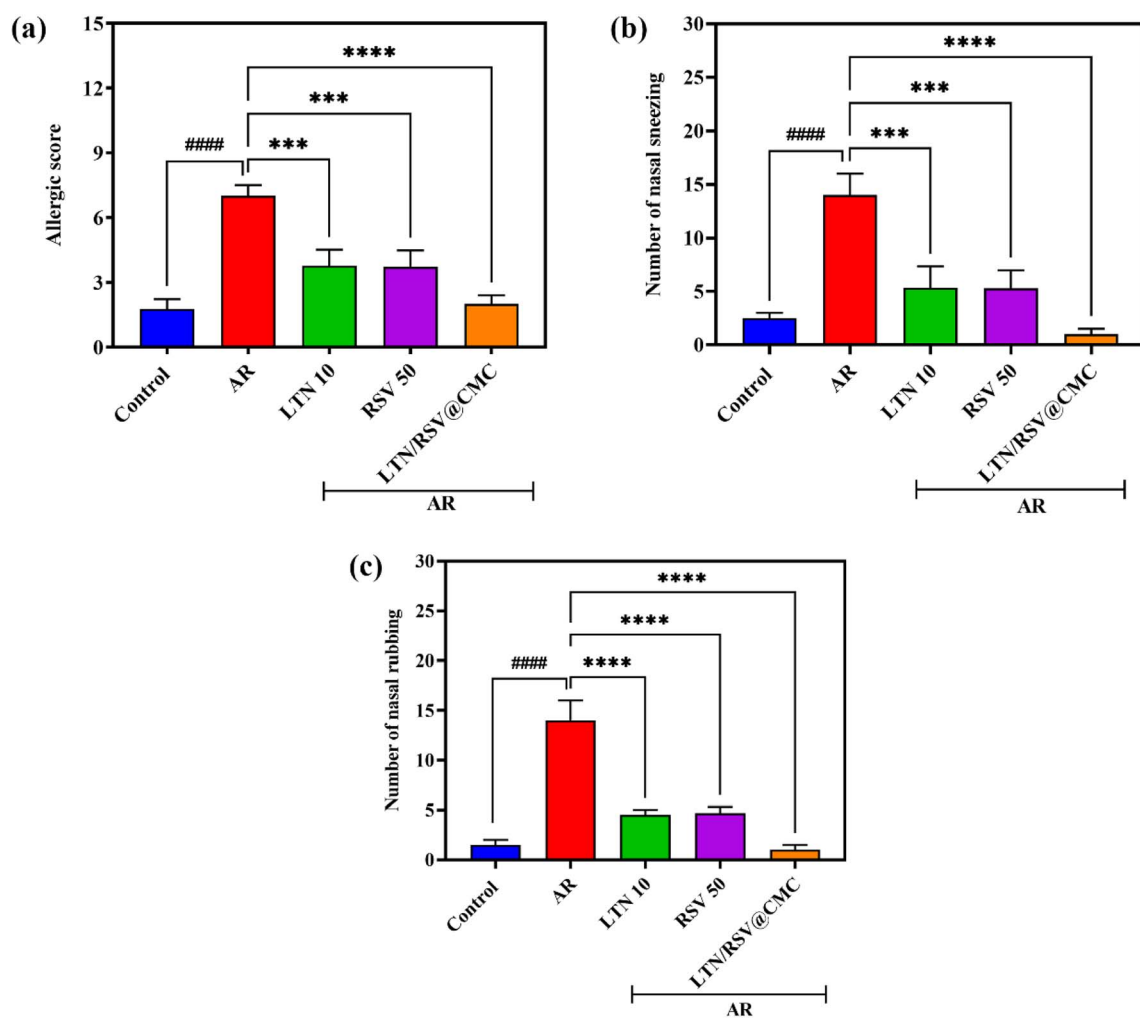 (a)
Allergic score
15
12
9
6
3
0
####
***
***
****
Control
AR
LTN 10
RSV 50
LTN/RSV@CMC
AR
(b)
Number of nasal sneezing
30
25
20
15
10
5
0
####
***
***
****
Control
AR
LTN 10
RSV 50
LTN/RSV@CMC
AR
(c)
Number of nasal rubbing
30
25
20
15
10
5
0
####
****
****
****
Control
AR
LTN 10
RSV 50
LTN/RSV@CMC
AR